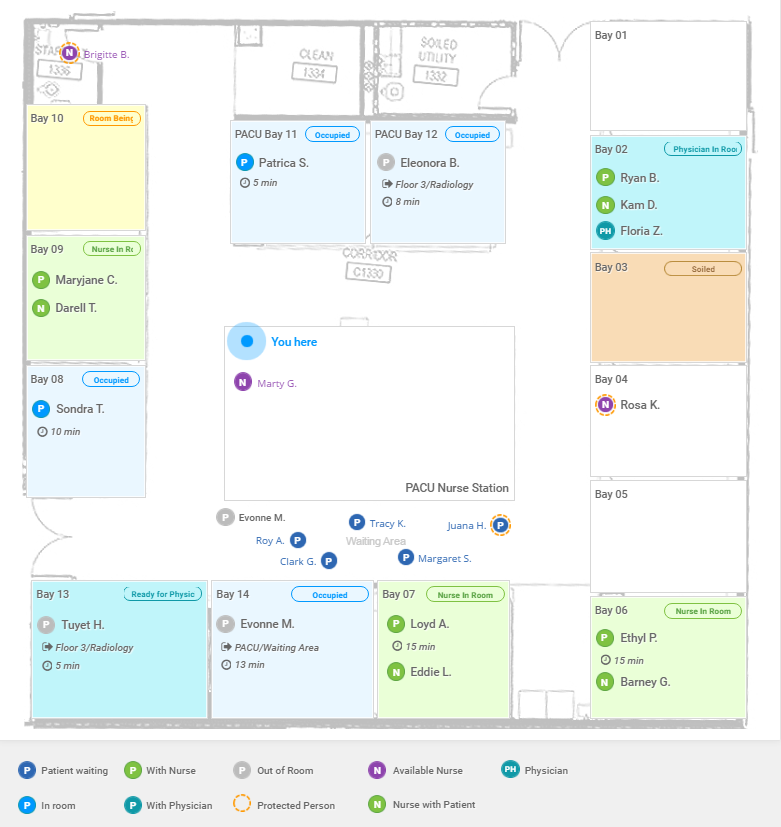 STA
N Brigitte B.
1336
CLEAN
1334
SOILED
UTILITY
1332
Bay 01
Bay 10 Room Being
PACU Bay 11 Occupied
P Patrica S.
5 min
PACU Bay 12 Occupied
P Eleonora B.
Floor 3/Radiology
8 min
Bay 02 Physician In Roo
P Ryan B.
N Kam D.
PH Floria Z.
Bay 09 Nurse In Ro
P Maryjane C.
N Darell T.
CORRIDOR
C1330
Bay 03 Soiled
You here
N Marty G.
PACU Nurse Station
Bay 08 Occupied
P Sondra T.
10 min
Bay 04
N Rosa K.
Bay 05
P Evonne M.
P Tracy K.
Juana H. P
Roy A. P
Waiting Area
Clark G. P
P Margaret S.
Bay 13 Ready for Physic
P Tuyet H.
Floor 3/Radiology
5 min
Bay 14 Occupied
P Evonne M.
PACU/Waiting Area
13 min
Bay 07 Nurse In Room
P Loyd A.
15 min
N Eddie L.
Bay 06 Nurse In Room
P Ethyl P.
15 min
N Barney G.
P Patient waiting
P With Nurse
P Out of Room
N Available Nurse
PH Physician
P In room
P With Physician
Protected Person
N Nurse with Patient